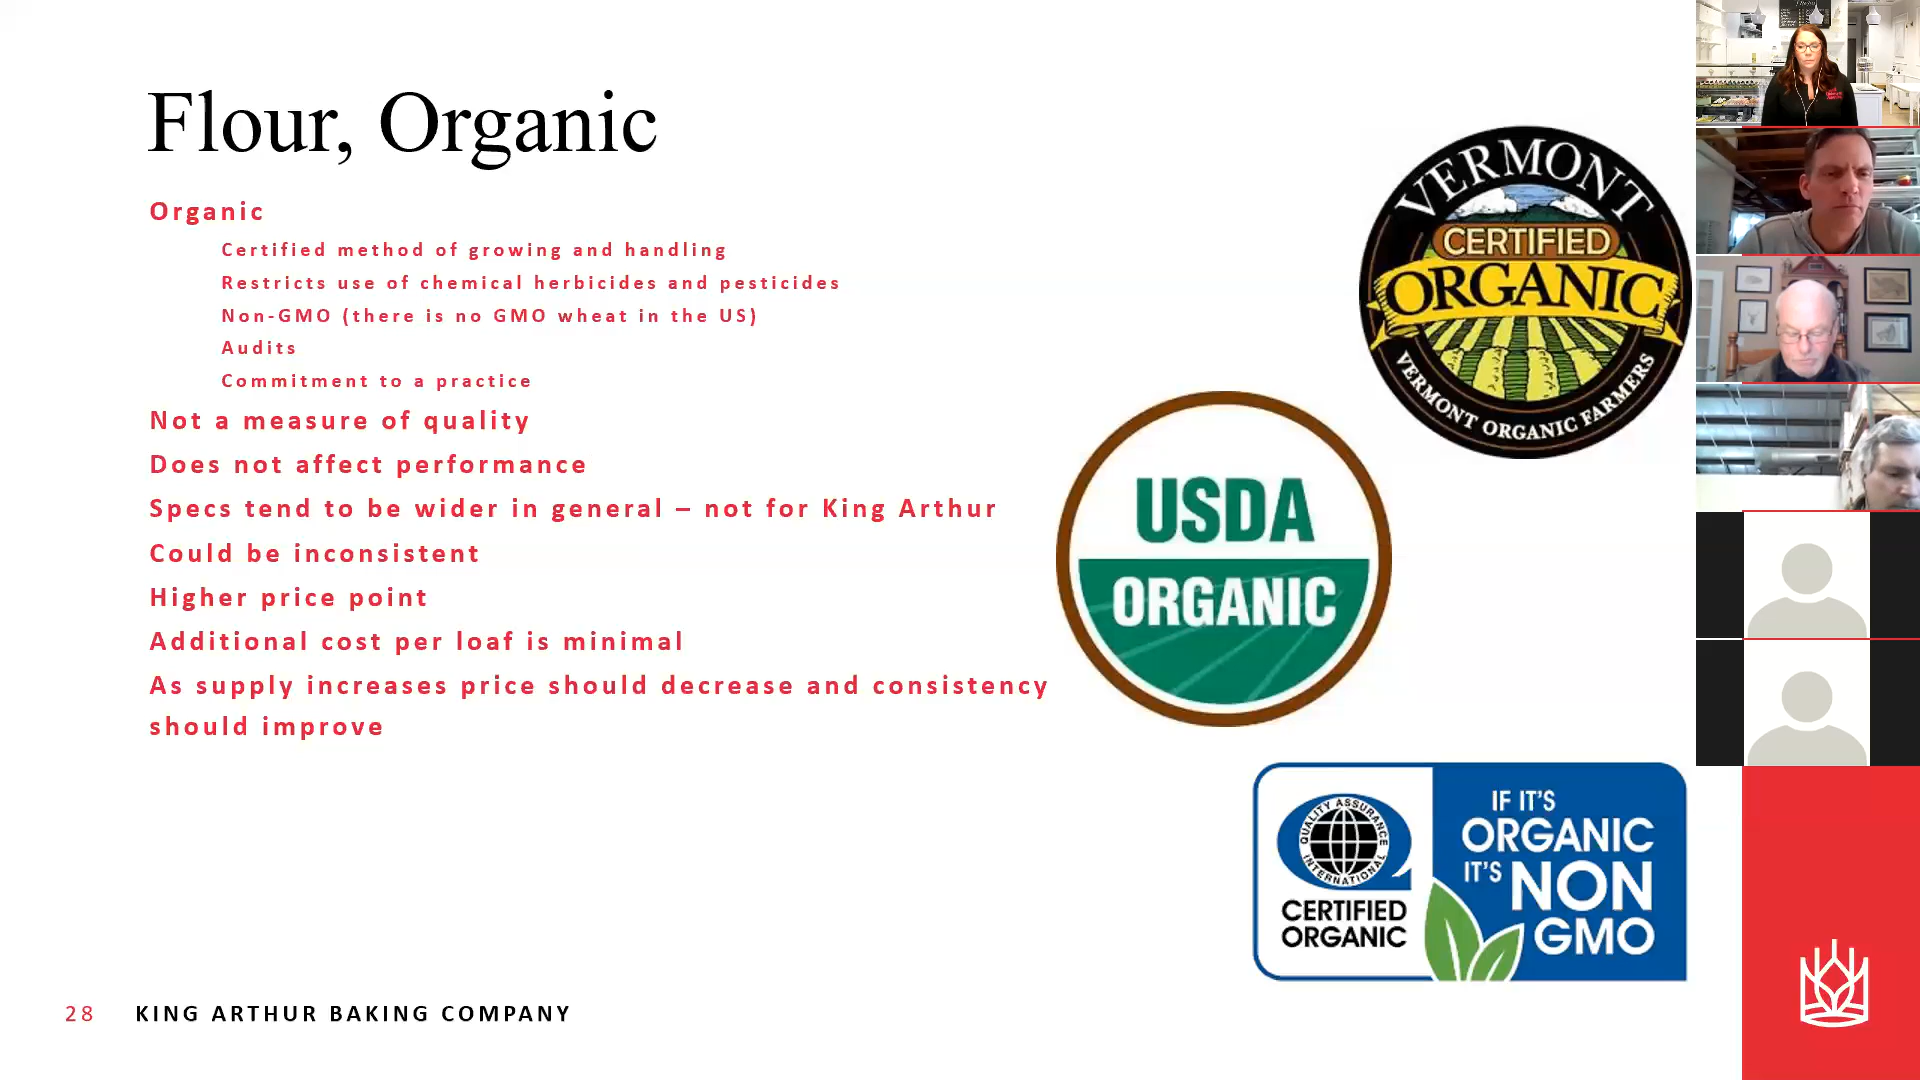 Flour, Organic
Organic
Certified method of growing and handling
Restricts use of chemical herbicides and pesticides
Non-GMO (there is no GMO wheat in the US)
Audits
Commitment to a practice
Not a measure of quality
Does not affect performance
Specs tend to be wider in general – not for King Arthur
Could be inconsistent
Higher price point
Additional cost per loaf is minimal
As supply increases price should decrease and consistency
should improve
VERMONT
CERTIFIED
ORGANIC
VERMONT ORGANIC FARMERS
USDA
ORGANIC
QUALITY ASSURANCE
INTERNATIONAL
CERTIFIED
ORGANIC
IF IT'S
ORGANIC
IT'S NON
GMO
28 KING ARTHUR BAKING COMPANY